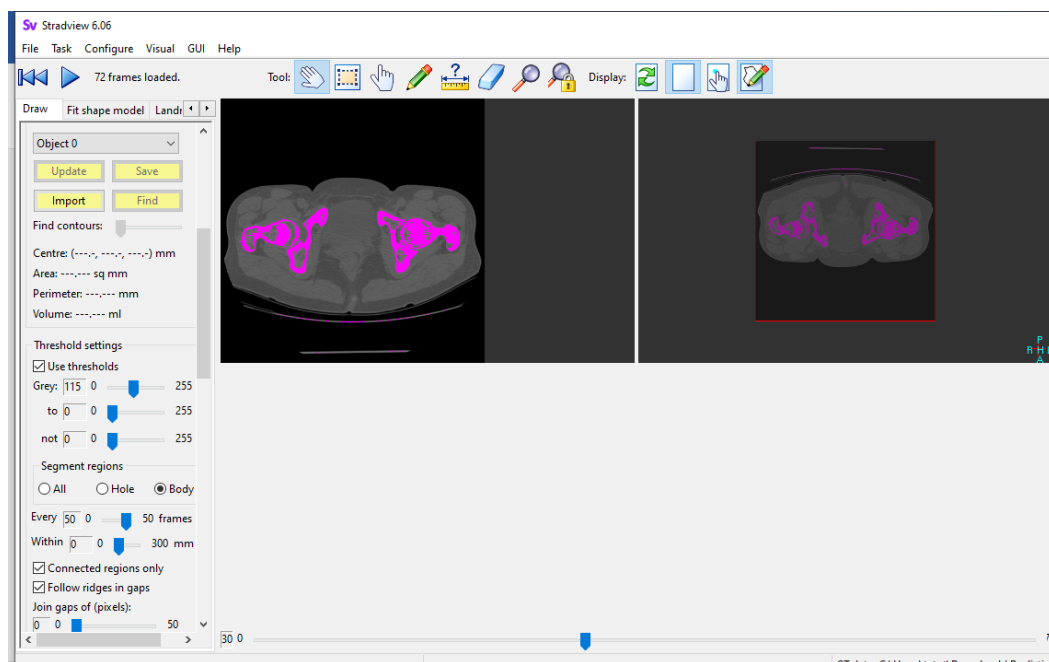 Sv Stradview 6.06
File Task Configure Visual GUI Help
72 frames loaded. Tool: ? Display:
Draw Fit shape model Landr
Object 0
Update Save
Import Find
Find contours:
Centre: (---.-, ---.-, ---.-) mm
Area: ---.--- sq mm
Perimeter: ---.--- mm
Volume: ---.--- ml
Threshold settings
Use thresholds
Grey: 115 0 255
to 0 0 255
not 0 0 255
Segment regions
All Hole Body
Every 50 0 50 frames
Within 0 0 300 mm
Connected regions only
Follow ridges in gaps
Join gaps of (pixels):
0 0 50
P
R H
A
30 0